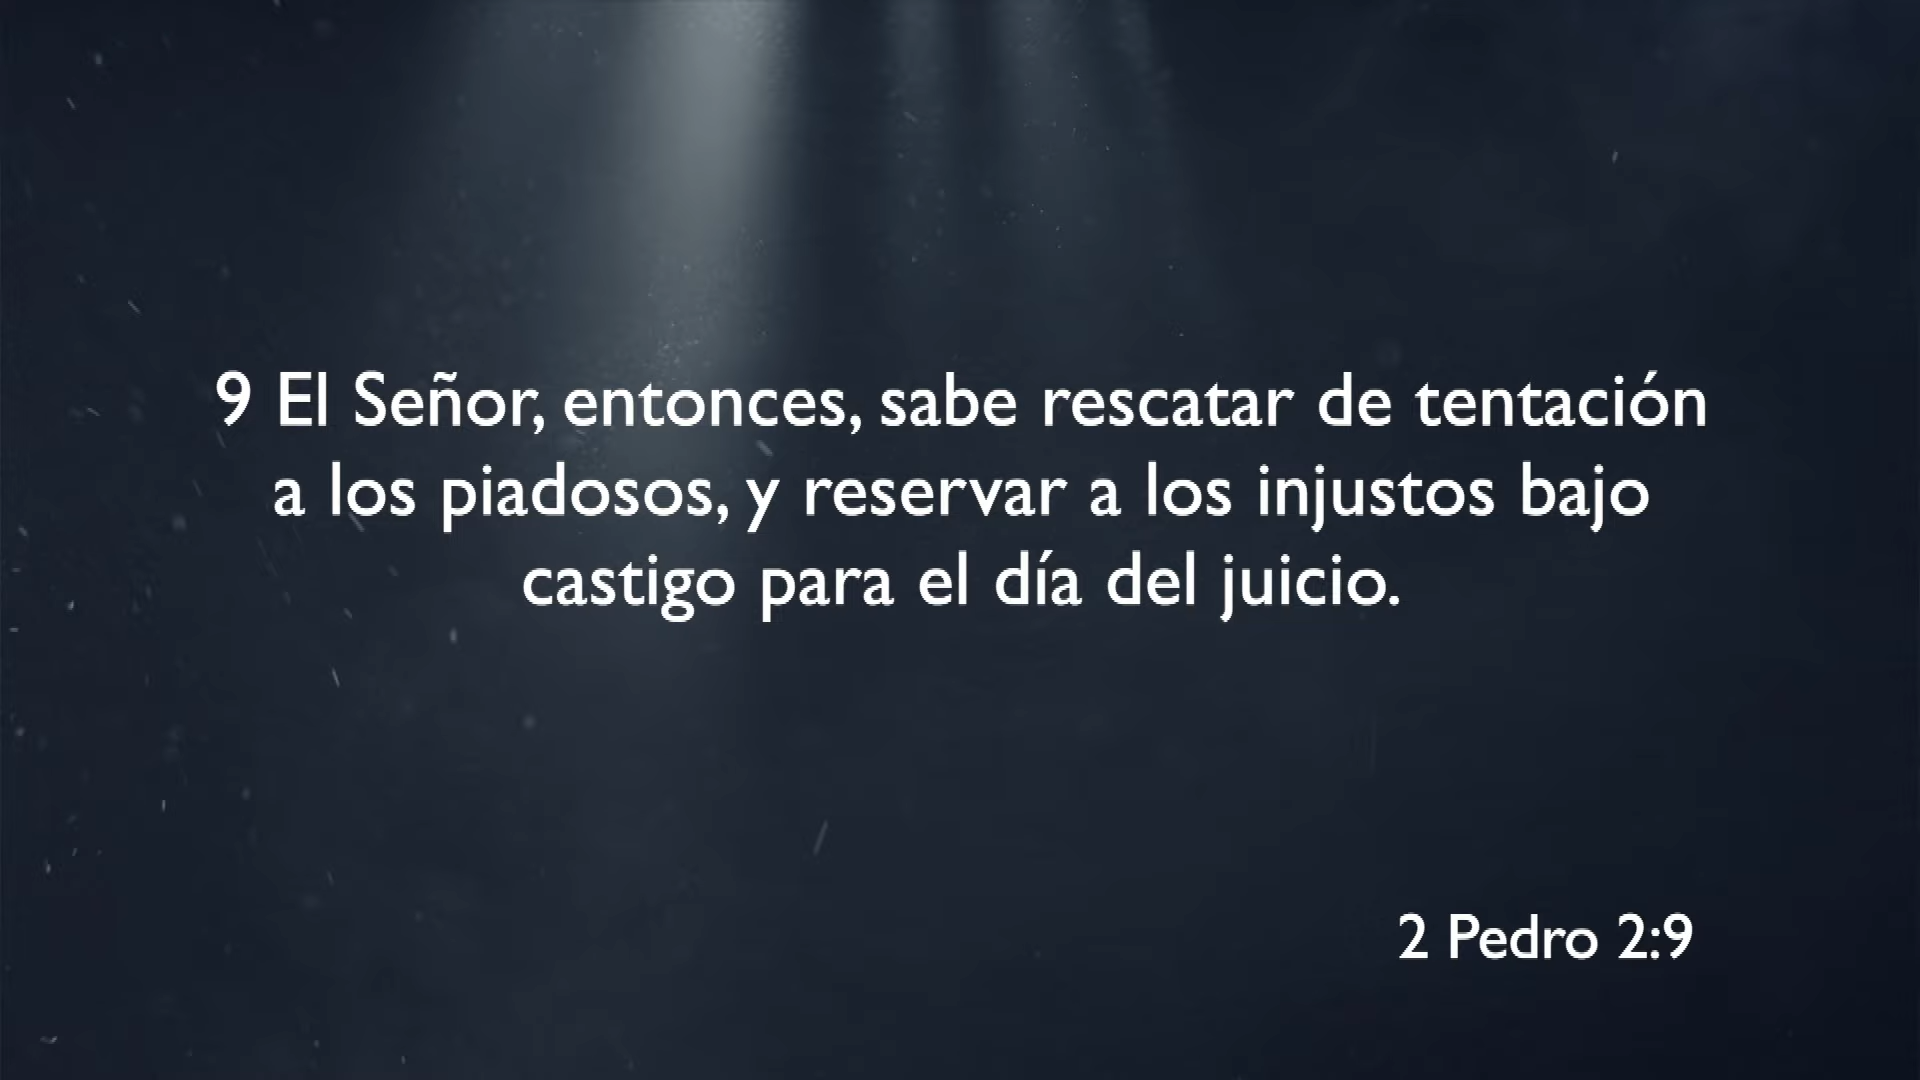 9 El Señor, entonces, sabe rescatar de tentación
a los piadosos, y reservar a los injustos bajo
castigo para el día del juicio.
2 Pedro 2:9